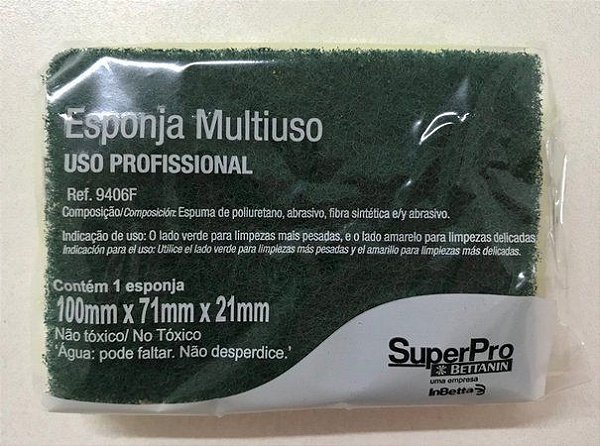 Esponja Multiuso
USO PROFISSIONAL
Ref. 9406F
Composição/Composición: Espuma de poliuretano, abrasivo, fibra sintética e/y abrasivo.
Indicação de uso: O lado verde para limpezas mais pesadas, e o lado amarelo para limpezas delicadas
Indicación para el uso: Utilice el lado verde para limpiezas más pesadas y el amarillo para limpiezas más delicadas.
Contém 1 esponja
100mm x 71mm x 21mm
Não tóxico/ No Tóxico
'Água: pode faltar. Não desperdice.'
SuperPro
BETTANIN
uma empresa
InBetta